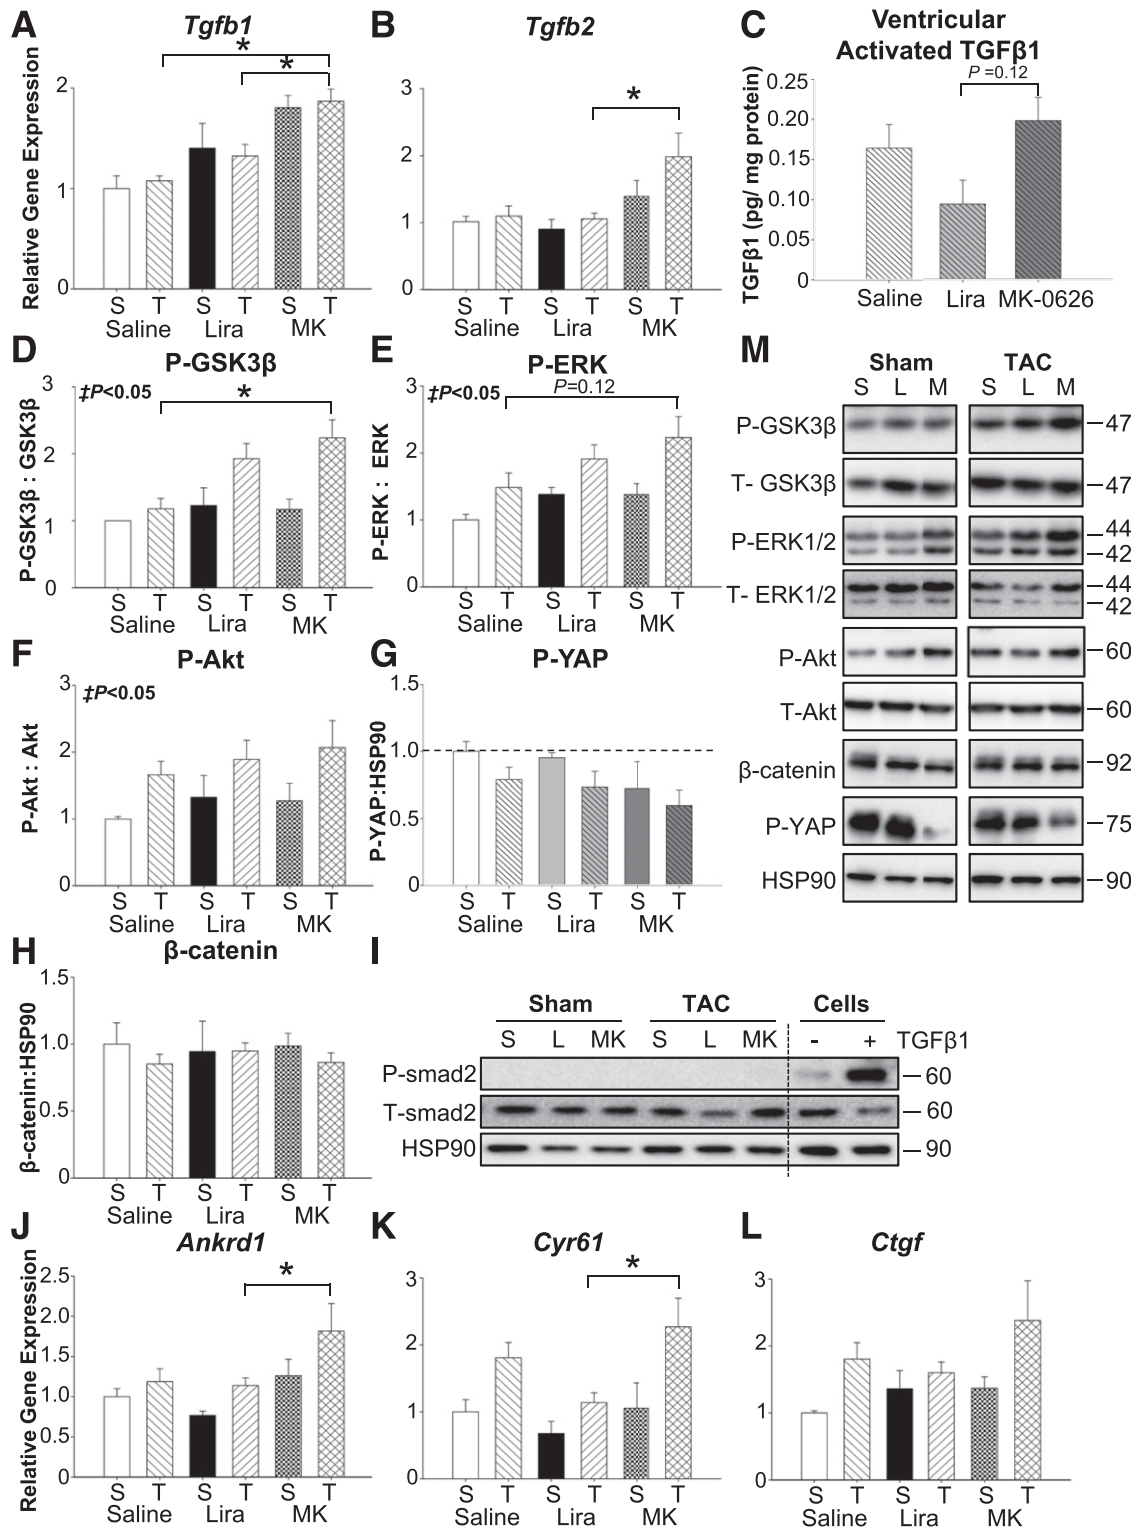 A
Tgfb1
Relative Gene Expression
2
1
0
*
*
S T S T S T
Saline Lira MK
B
Tgfb2
3
2
1
0
*
S T S T S T
Saline Lira MK
C
Ventricular
Activated TGFβ1
P =0.12
TGFβ1 (pg/ mg protein)
0.25
0.20
0.15
0.10
0.05
0
Saline Lira MK-0626
D
P-GSK3β
‡P<0.05
*
P-GSK3β : GSK3β
3
2
1
0
S T S T S T
Saline Lira MK
E
P-ERK
‡P<0.05
P=0.12
P-ERK : ERK
3
2
1
0
S T S T S T
Saline Lira MK
M
Sham TAC
S L M S L M
P-GSK3β 47
T- GSK3β 47
P-ERK1/2 44
42
T- ERK1/2 44
42
P-Akt 60
T-Akt 60
β-catenin 92
P-YAP 75
HSP90 90
F
P-Akt
‡P<0.05
P-Akt : Akt
3
2
1
0
S T S T S T
Saline Lira MK
G
P-YAP
P-YAP:HSP90
1.5
1.0
0.5
0
S T S T S T
Saline Lira MK
H
β-catenin
β-catenin:HSP90
1.5
1.0
0.5
0
S T S T S T
Saline Lira MK
I
Sham TAC Cells
S L MK S L MK - + TGFβ1
P-smad2 60
T-smad2 60
HSP90 90
J
Ankrd1
Relative Gene Expression
2.5
2.0
1.5
1.0
0.5
0
*
S T S T S T
Saline Lira MK
K
Cyr61
3
2
1
0
*
S T S T S T
Saline Lira MK
L
Ctgf
3
2
1
0
S T S T S T
Saline Lira MK